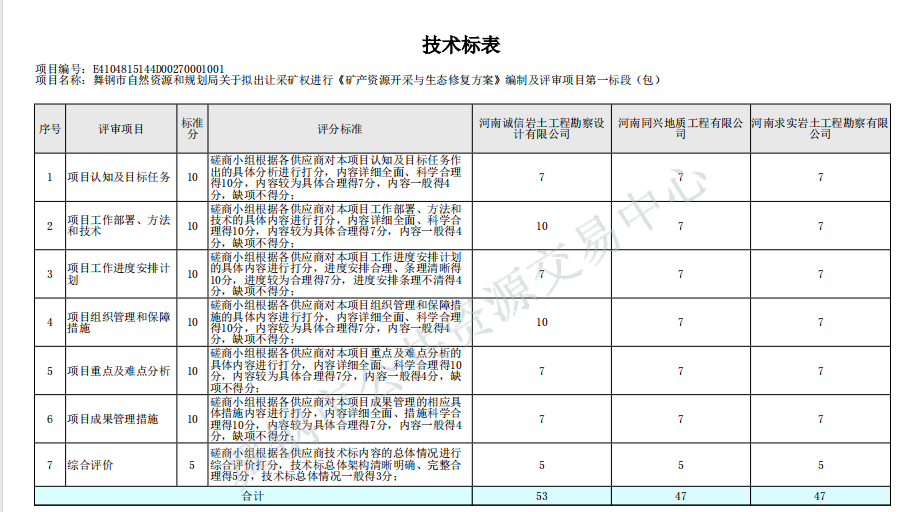 技术标表
项目编号：E4104815144D00270001001
项目名称：舞钢市自然资源和规划局关于拟出让采矿权进行《矿产资源开采与生态修复方案》编制及评审项目第一标段（包）
序号 评审项目 标准分 评分标准 河南诚信岩土工程勘察设计有限公司 河南同兴地质工程有限公司 河南求实岩土工程勘察有限公司
1 项目认知及目标任务 10
磋商小组根据各供应商对本项目认知及目标任务作
出的具体分析进行打分，内容详细全面、科学合理
得10分，内容较为具体合理得7分，内容一般得4
分，缺项不得分；
7 7 7
2 项目工作部署、方法和技术 10
磋商小组根据各供应商对本项目工作部署、方法和
技术的具体内容进行打分，内容详细全面、科学合
理得10分，内容较为具体合理得7分，内容一般得4
分，缺项不得分；
10 7 7
3 项目工作进度安排计划 10
磋商小组根据各供应商对本项目工作进度安排计划
的具体内容进行打分，进度安排合理、条理清晰得
10分，进度较为合理得7分，进度安排条理不清得4
分，缺项不得分；
7 7 7
4 项目组织管理和保障措施 10
磋商小组根据各供应商对本项目组织管理和保障措
施的具体内容进行打分，内容详细全面、科学合理
得10分，内容较为具体合理得7分，内容一般得4
分，缺项不得分；
10 7 7
5 项目重点及难点分析 10
磋商小组根据各供应商对本项目重点及难点分析的
具体内容进行打分，内容详细全面、科学合理得10
分，内容较为具体合理得7分，内容一般得4分，缺
项不得分；
7 7 7
6 项目成果管理措施 10
磋商小组根据各供应商对本项目成果管理的相应具
体措施内容进行打分，内容详细全面、措施科学合
理得10分，内容较为具体合理得7分，内容一般得4
分，缺项不得分；
7 7 7
7 综合评价 5
磋商小组根据各供应商技术标内容的总体情况进行
综合评价打分，技术标总体架构清晰明确、完整合
理得5分，技术标总体情况一般得3分；
5 5 5
合计 53 47 47
舞钢市公共资源交易中心